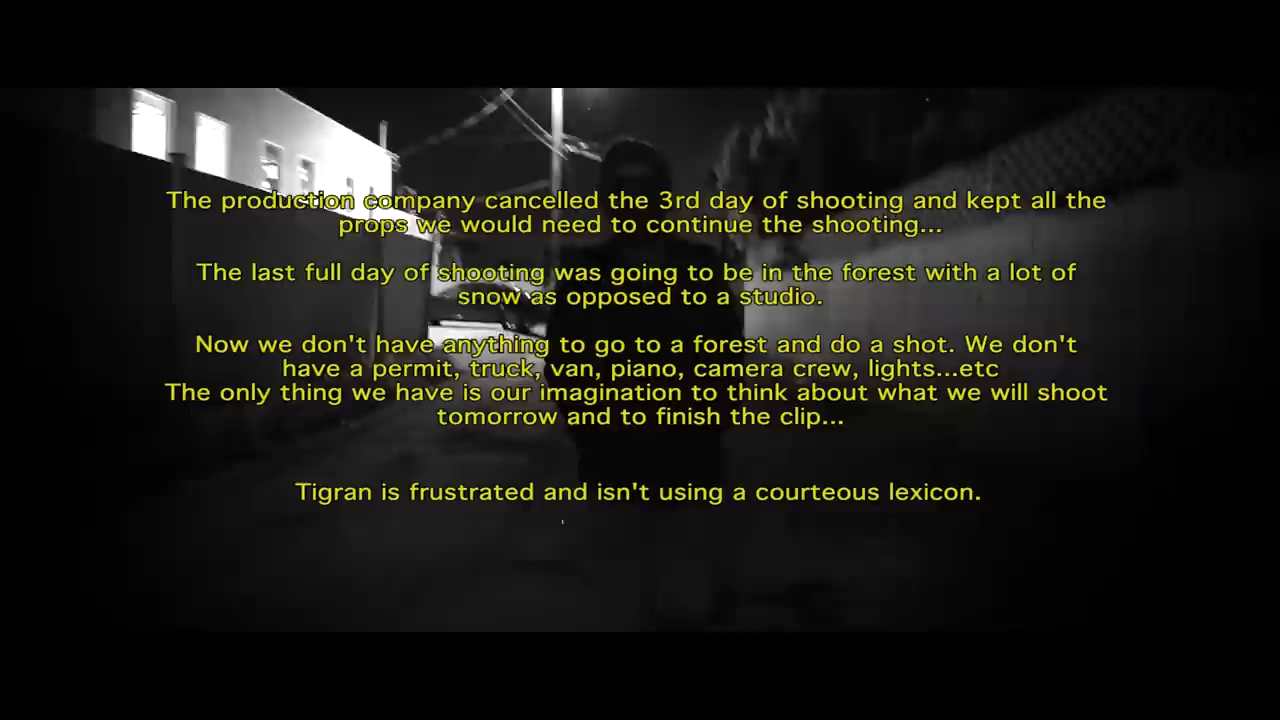 The production company cancelled the 3rd day of shooting and kept all the
props we would need to continue the shooting...
The last full day of shooting was going to be in the forest with a lot of
snow as opposed to a studio.
Now we don't have anything to go to a forest and do a shot. We don't
have a permit, truck, van, piano, camera crew, lights...etc
The only thing we have is our imagination to think about what we will shoot
tomorrow and to finish the clip...
Tigran is frustrated and isn't using a courteous lexicon.